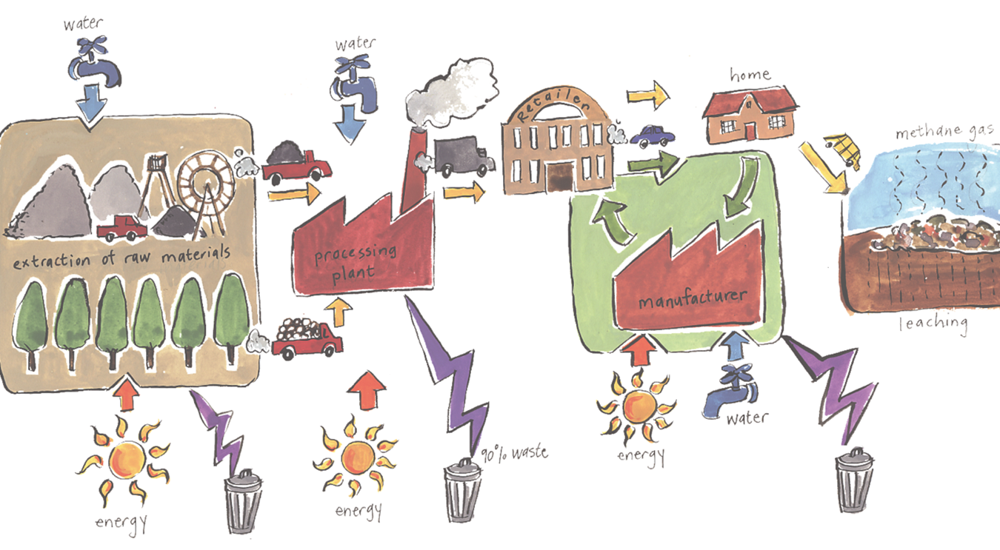 water
water
Retailer
home
methane gas
extraction of raw materials
processing
plant
manufacturer
leaching
water
energy
90% waste
energy
energy